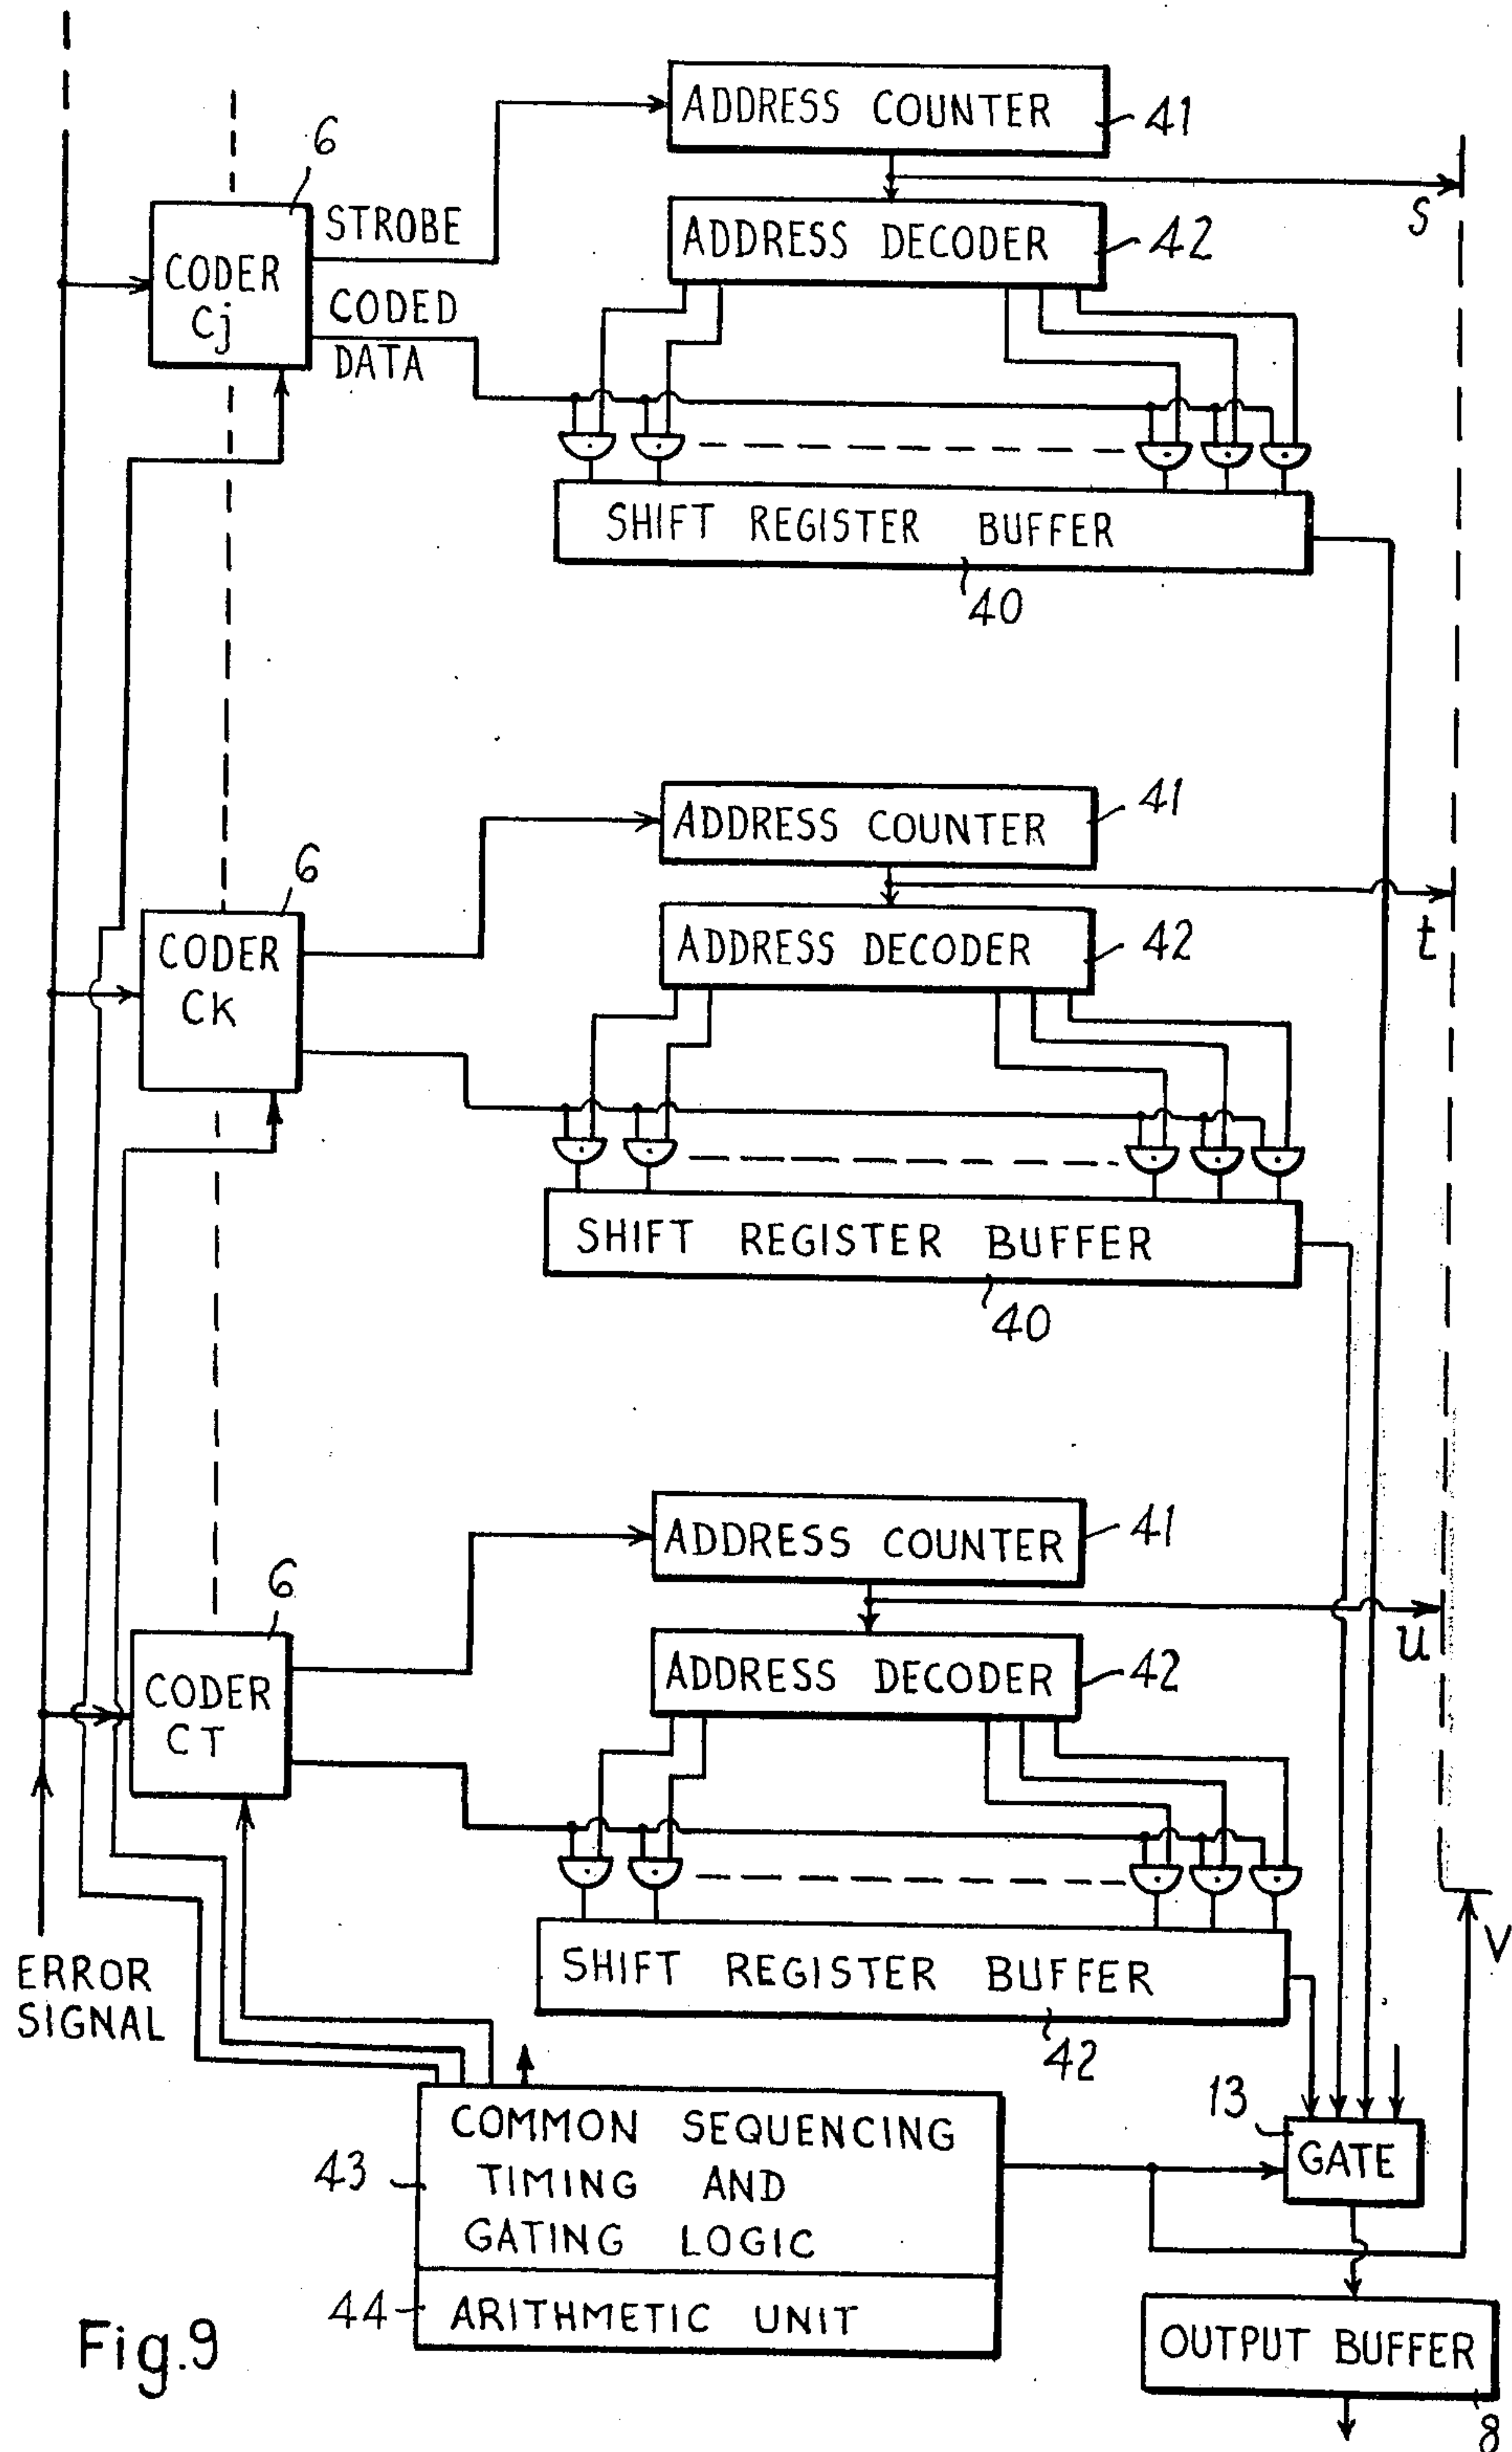 ADDRESS COUNTER
41
6
S
STROBE
ADDRESS DECODER
42
CODER
Cj
CODED
DATA
SHIFT REGISTER BUFFER
40
ADDRESS COUNTER
41
6
t
CODER
CK
ADDRESS DECODER
42
SHIFT REGISTER BUFFER
40
ADDRESS COUNTER
41
6
u
CODER
CT
ADDRESS DECODER
42
V
ERROR
SIGNAL
SHIFT REGISTER BUFFER
42
13
COMMON SEQUENCING
TIMING AND
GATING LOGIC
43
GATE
44
ARITHMETIC UNIT
OUTPUT BUFFER
8
Fig.9